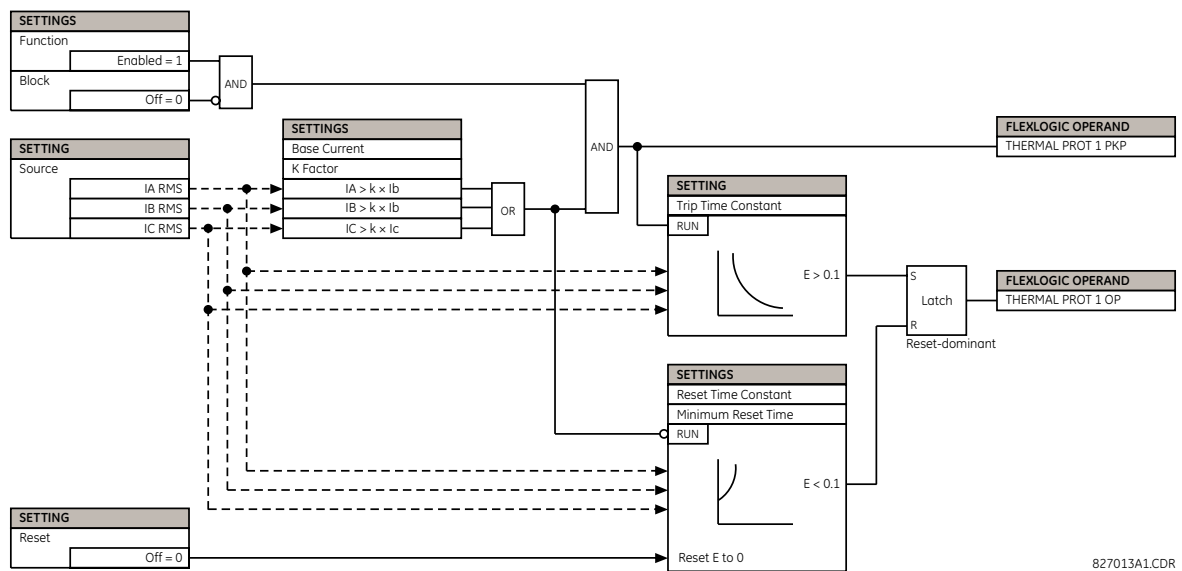 SETTINGS
Function
Enabled = 1
Block
Off = 0
AND
SETTING
Source
IA RMS
IB RMS
IC RMS
SETTINGS
Base Current
K Factor
IA > k × Ib
IB > k × Ib
IC > k × Ic
OR
AND
FLEXLOGIC OPERAND
THERMAL PROT 1 PKP
SETTING
Trip Time Constant
RUN
E > 0.1
S
Latch
R
Reset-dominant
FLEXLOGIC OPERAND
THERMAL PROT 1 OP
SETTINGS
Reset Time Constant
Minimum Reset Time
RUN
E < 0.1
Reset E to 0
SETTING
Reset
Off = 0
827013A1.CDR